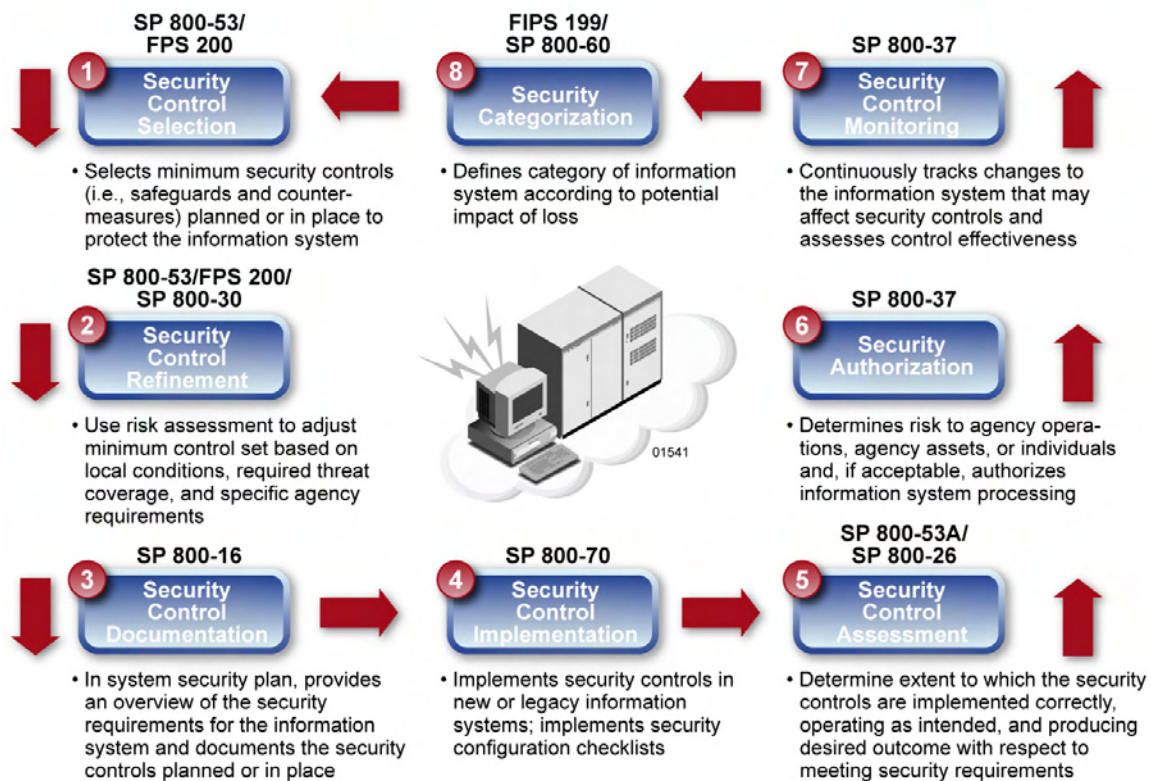 SP 800-53/
FPS 200
1
Security
Control
Selection
• Selects minimum security controls
(i.e., safeguards and counter-
measures) planned or in place to
protect the information system
FIPS 199/
SP 800-60
8
Security
Categorization
• Defines category of information
system according to potential
impact of loss
SP 800-37
7
Security
Control
Monitoring
• Continuously tracks changes to
the information system that may
affect security controls and
assesses control effectiveness
SP 800-53/FPS 200/
SP 800-30
2
Security
Control
Refinement
• Use risk assessment to adjust
minimum control set based on
local conditions, required threat
coverage, and specific agency
requirements
01541
SP 800-37
6
Security
Authorization
• Determines risk to agency opera-
tions, agency assets, or individuals
and, if acceptable, authorizes
information system processing
SP 800-16
3
Security
Control
Documentation
• In system security plan, provides
an overview of the security
requirements for the information
system and documents the security
controls planned or in place
SP 800-70
4
Security
Control
Implementation
• Implements security controls in
new or legacy information
systems; implements security
configuration checklists
SP 800-53A/
SP 800-26
5
Security
Control
Assessment
• Determine extent to which the security
controls are implemented correctly,
operating as intended, and producing
desired outcome with respect to
meeting security requirements